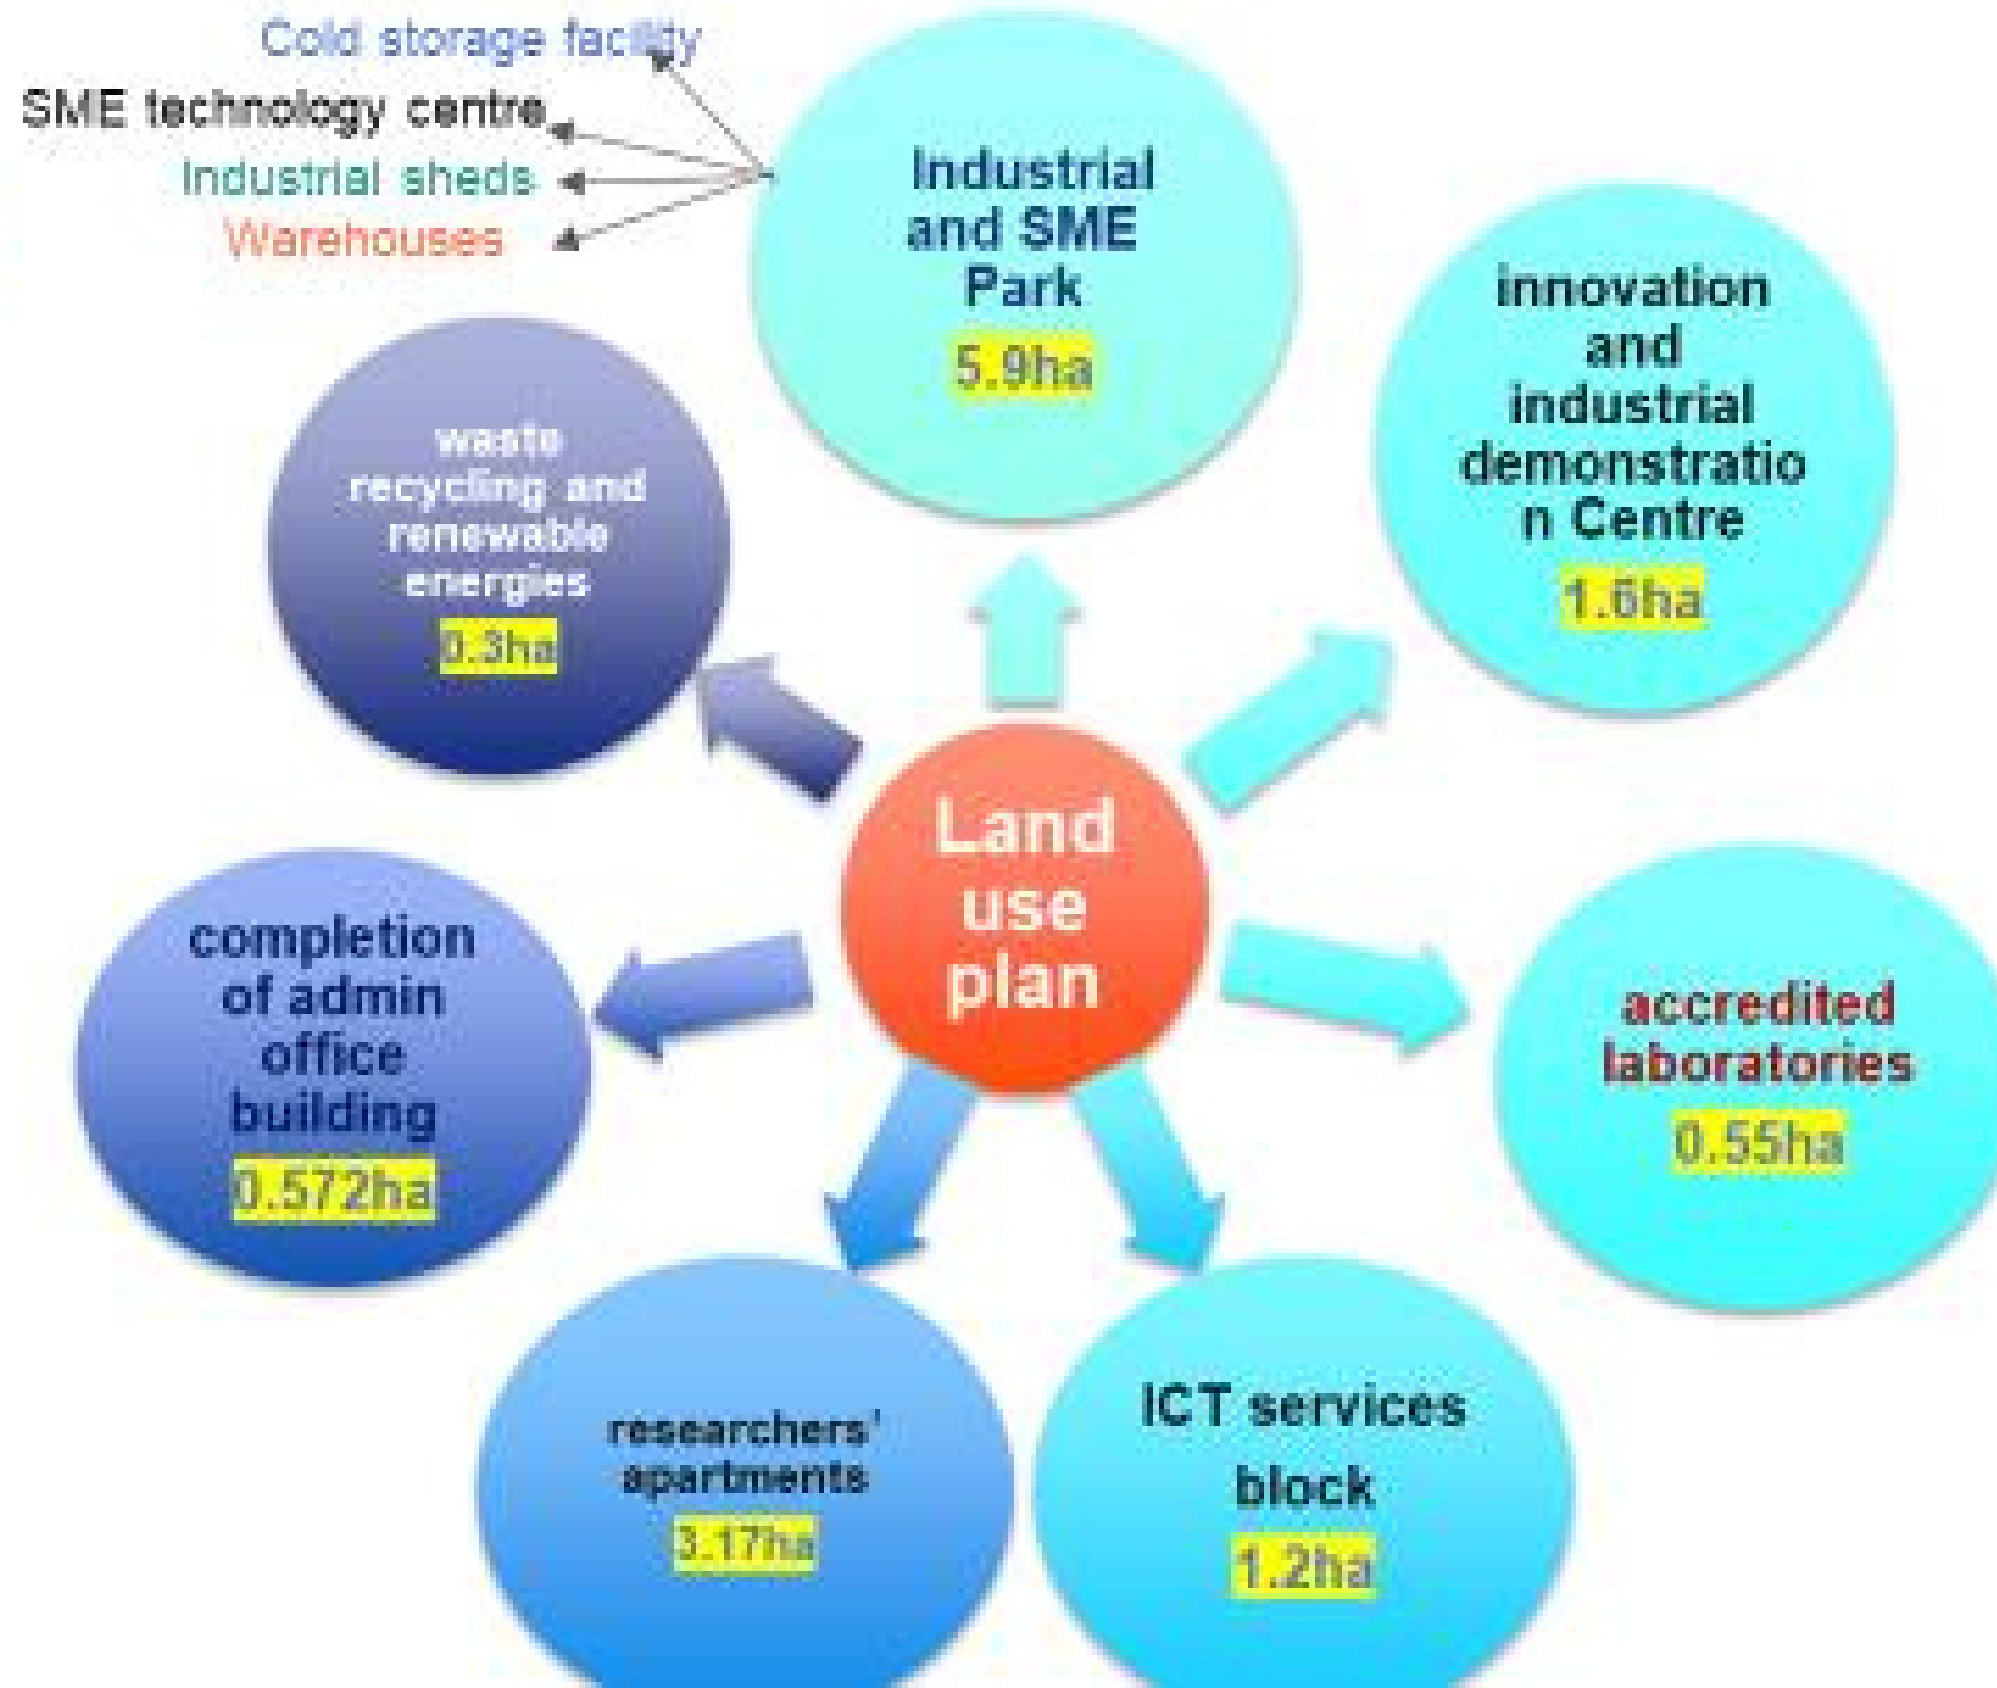 Cold storage facility
SME technology centre
Industrial sheds
Warehouses
Industrial
and SME
Park
5.9ha
innovation
and
industrial
demonstratio
n Centre
1.6ha
accredited
laboratories
0.55ha
ICT services
block
1.2ha
researchers'
apartments
3.17ha
completion
of admin
office
building
0.572ha
waste
recycling and
renewable
energies
0.3ha
Land
use
plan